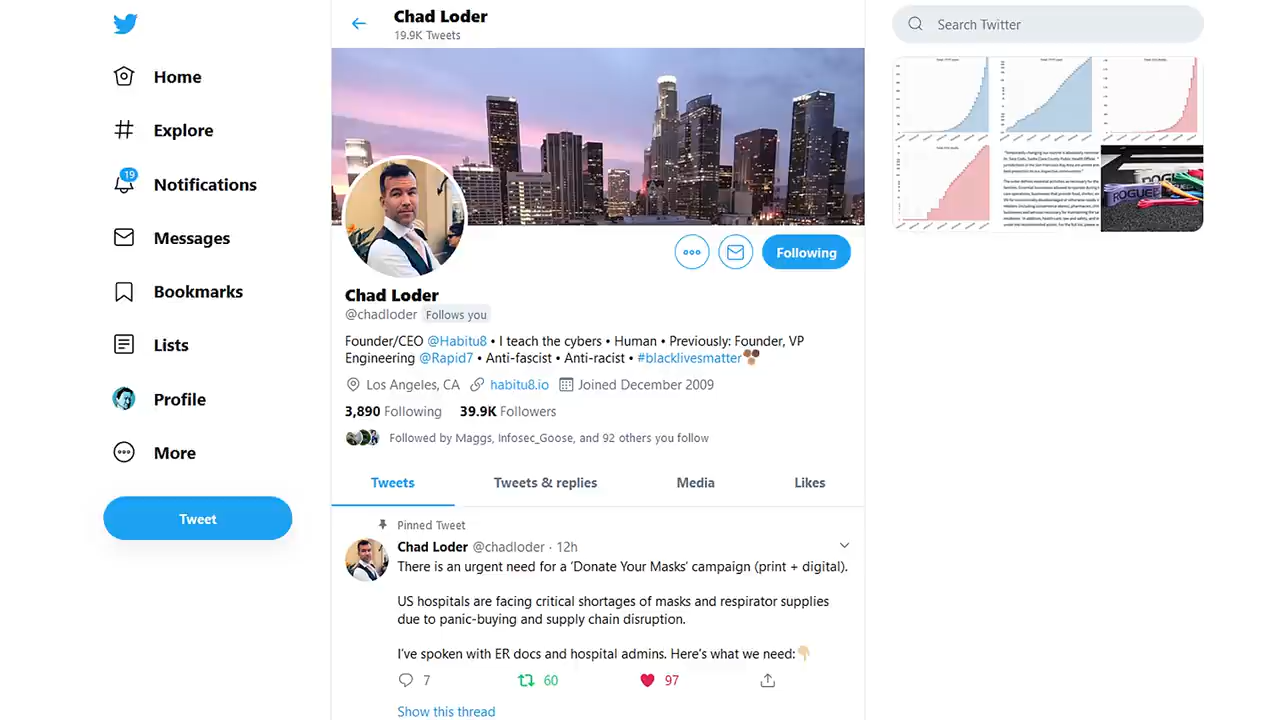 Chad Loder
19.9K Tweets
Search Twitter
Home
Explore
19
Notifications
Messages
Bookmarks
Lists
Profile
More
Tweet
Following
Chad Loder
@chadloder Follows you
Founder/CEO @Habitu8 • I teach the cybers • Human • Previously: Founder, VP
Engineering @Rapid7 • Anti-fascist • Anti-racist • #blacklivesmatter
Los Angeles, CA habitu8.io Joined December 2009
3,890 Following 39.9K Followers
Followed by Maggs, Infosec_Goose, and 92 others you follow
Tweets Tweets & replies Media Likes
Pinned Tweet
Chad Loder @chadloder · 12h
There is an urgent need for a ‘Donate Your Masks’ campaign (print + digital).
US hospitals are facing critical shortages of masks and respirator supplies
due to panic-buying and supply chain disruption.
I’ve spoken with ER docs and hospital admins. Here’s what we need:
7 60 97
Show this thread
ROGUE